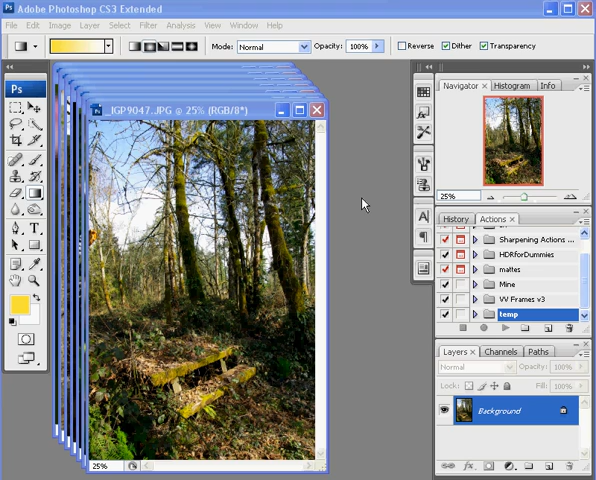 Adobe Photoshop CS3 Extended
File Edit Image Layer Select Filter Analysis View Window Help
Mode: Normal Opacity: 100% Reverse Dither Transparency
Ps
_IGP9047.JPG @ 25% (RGB/8*)
25%
Navigator × Histogram Info
25%
History Actions ×
Sharpening Actions ...
HDRforDummies
mattes
Mine
VV Frames v3
temp
Layers × Channels Paths
Normal Opacity: 100%
Lock: Fill: 100%
Background